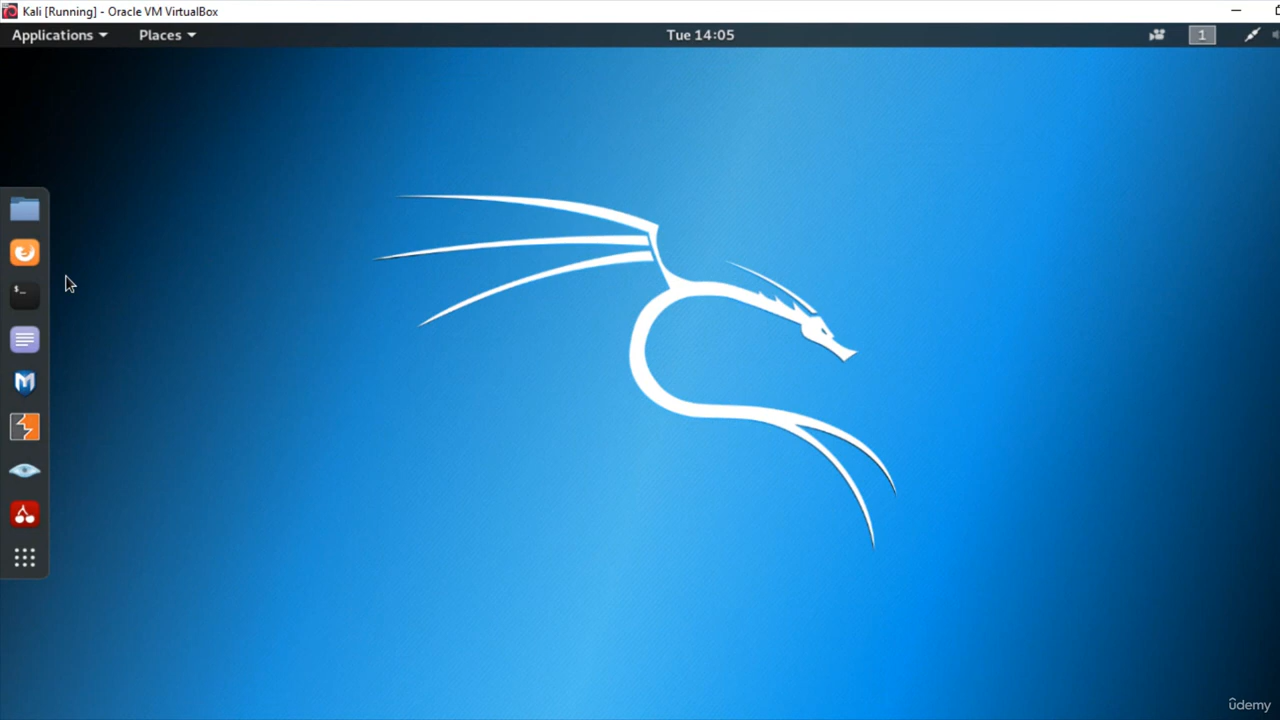 Kali [Running] - Oracle VM VirtualBox
Applications Places Tue 14:05 1
$_
M
ûdemy